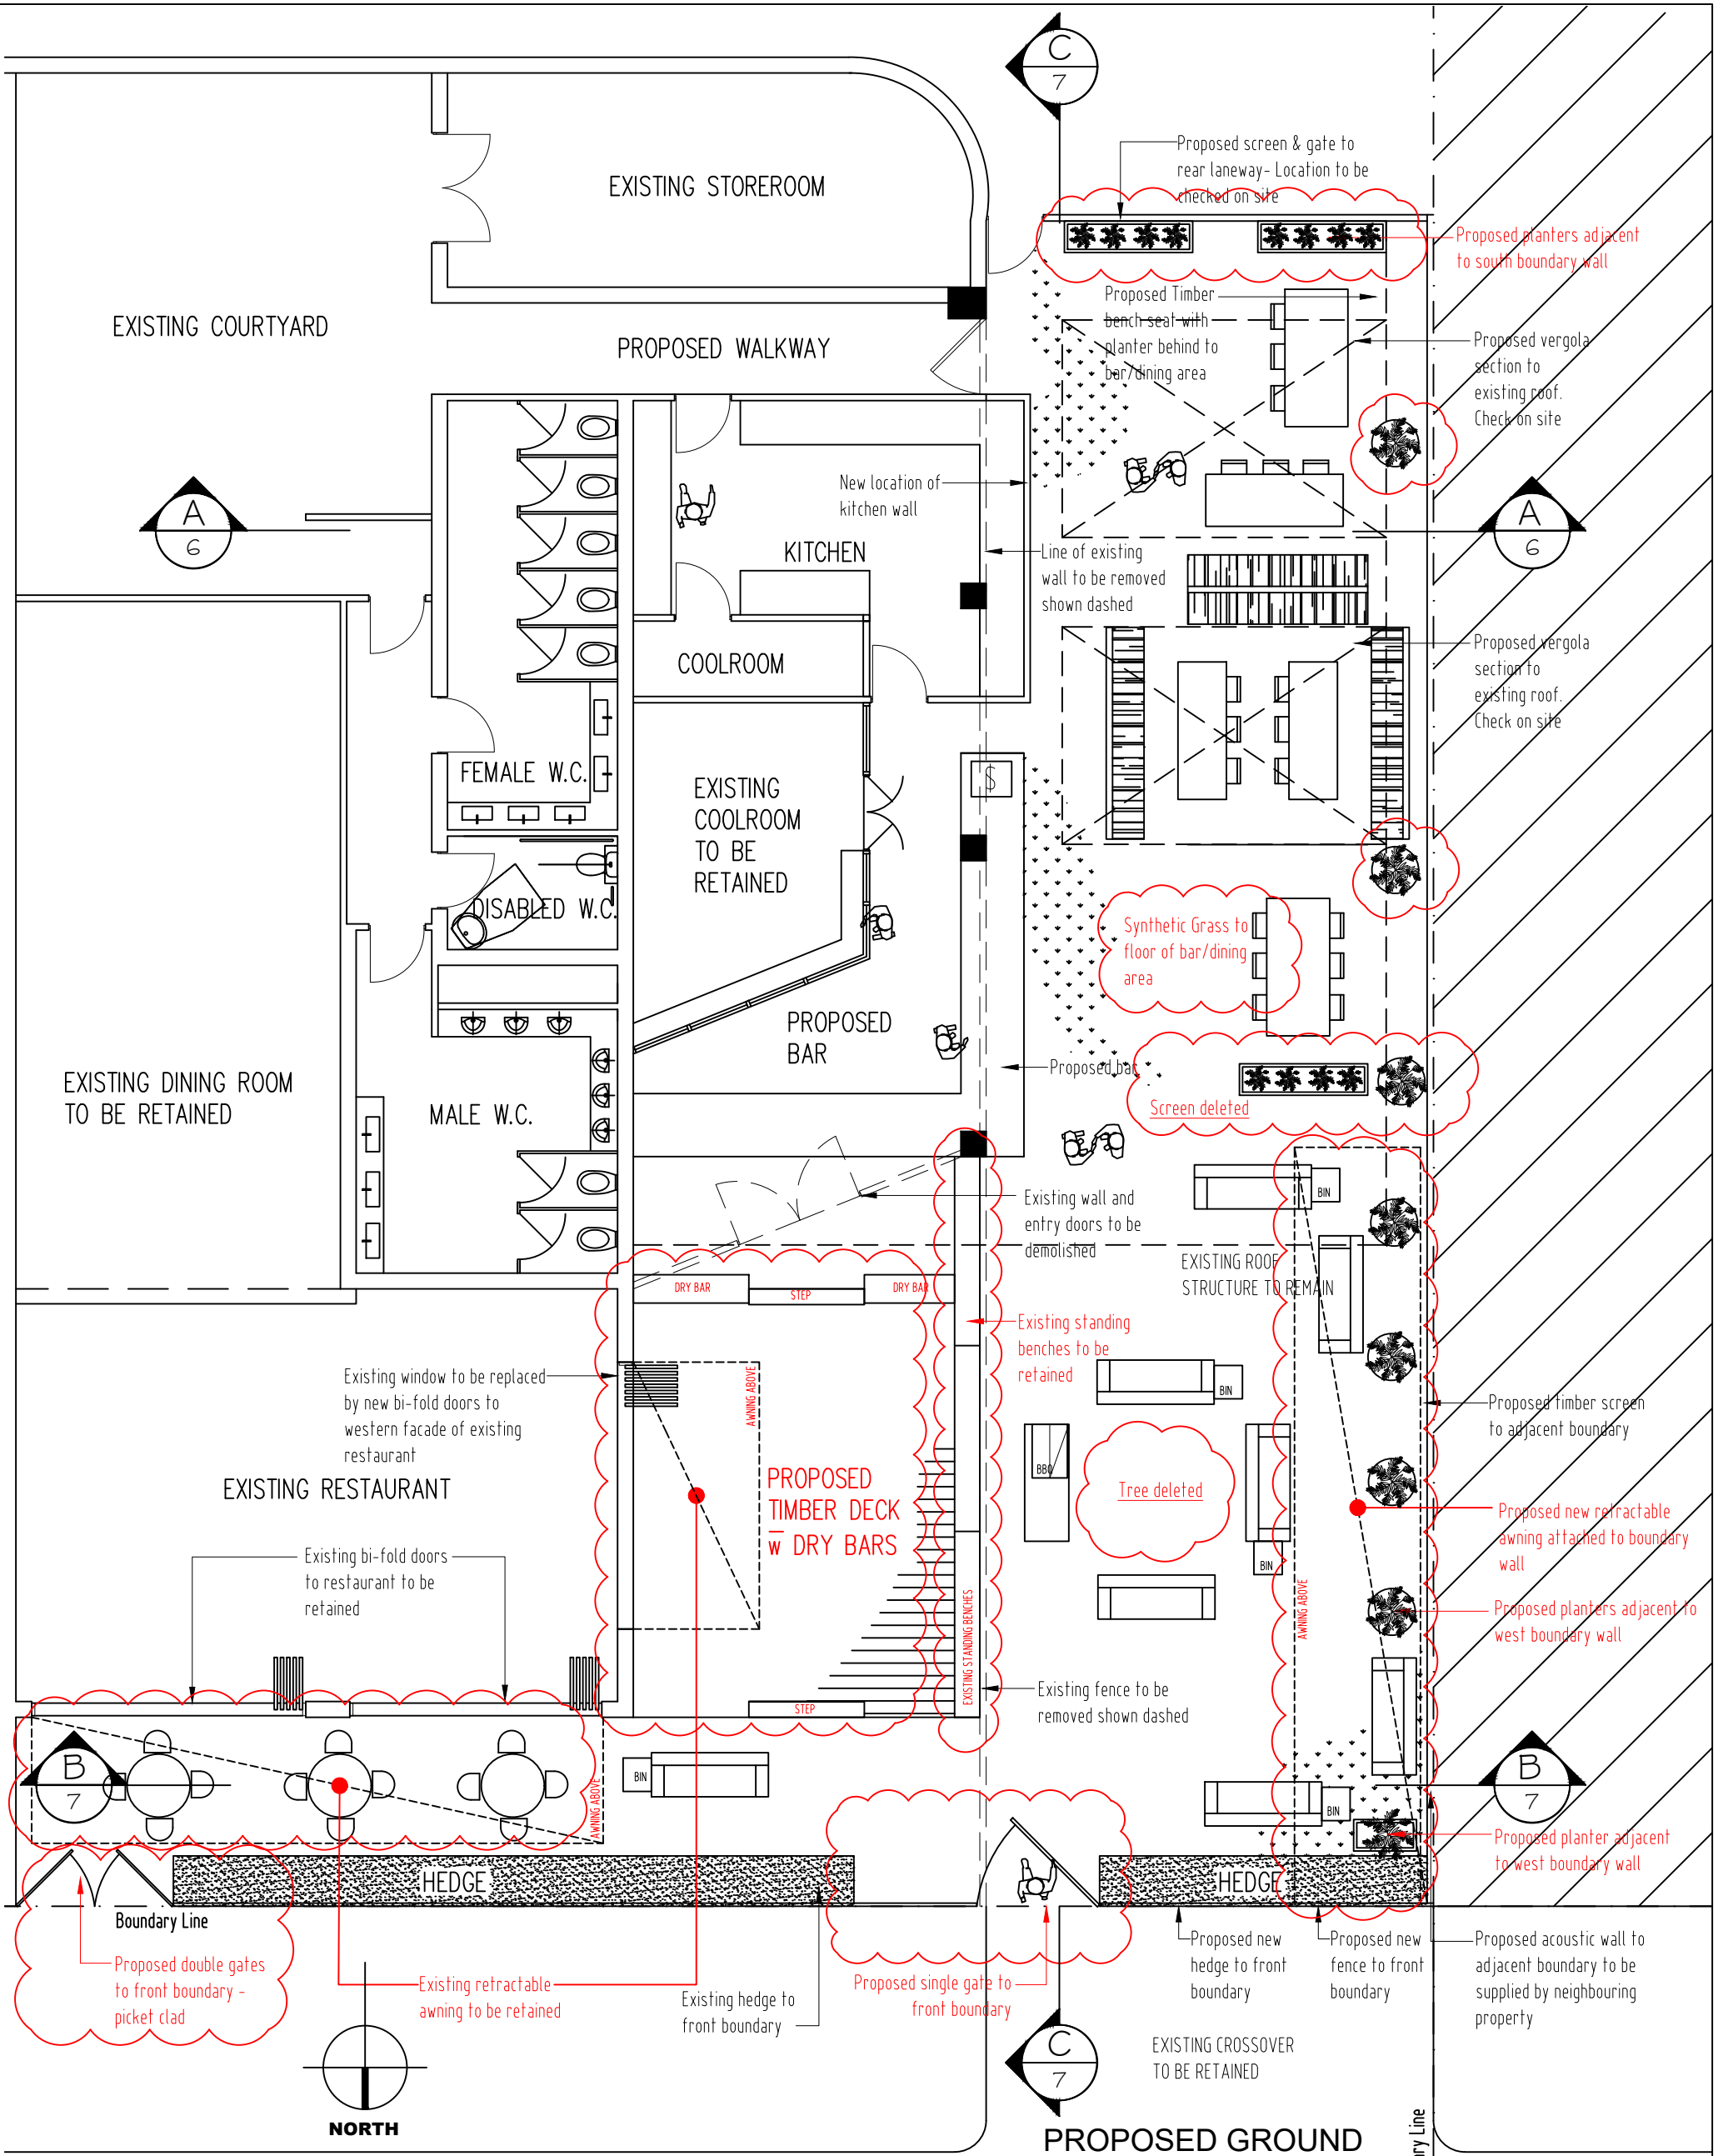 C
7
Proposed screen & gate to
rear laneway- Location to be
checked on site
EXISTING STOREROOM
Proposed planters adjacent
to south boundary wall
Proposed Timber
bench seat with
planter behind to
bar/dining area
EXISTING COURTYARD
PROPOSED WALKWAY
Proposed vergola
section to
existing roof.
Check on site
New location of
kitchen wall
A
6
A
6
KITCHEN
Line of existing
wall to be removed
shown dashed
COOLROOM
Proposed vergola
section to
existing roof.
Check on site
FEMALE W.C.
EXISTING
COOLROOM
TO BE
RETAINED
$
DISABLED W.C.
Synthetic Grass to
floor of bar/dining
area
PROPOSED
BAR
Proposed bar
EXISTING DINING ROOM
TO BE RETAINED
MALE W.C.
Screen deleted
Existing wall and
entry doors to be
demolished
BIN
EXISTING ROOF
STRUCTURE TO REMAIN
DRY BAR
STEP
DRY BAR
Existing standing
benches to be
retained
Existing window to be replaced
by new bi-fold doors to
western facade of existing
restaurant
AWNING ABOVE
BIN
Proposed timber screen
to adjacent boundary
EXISTING RESTAURANT
PROPOSED
TIMBER DECK
w DRY BARS
BBQ
Tree deleted
Proposed new retractable
awning attached to boundary
wall
Existing bi-fold doors
to restaurant to be
retained
BIN
AWNING ABOVE
EXISTING STANDING BENCHES
Proposed planters adjacent to
west boundary wall
Existing fence to be
removed shown dashed
STEP
B
7
AWNING ABOVE
BIN
BIN
B
7
Proposed planter adjacent
to west boundary wall
HEDGE
HEDGE
Boundary Line
Proposed double gates
to front boundary -
picket clad
Existing retractable
awning to be retained
Existing hedge to
front boundary
Proposed single gate to
front boundary
Proposed new
hedge to front
boundary
Proposed new
fence to front
boundary
Proposed acoustic wall to
adjacent boundary to be
supplied by neighbouring
property
C
7
EXISTING CROSSOVER
TO BE RETAINED
NORTH
PROPOSED GROUND
ry Line